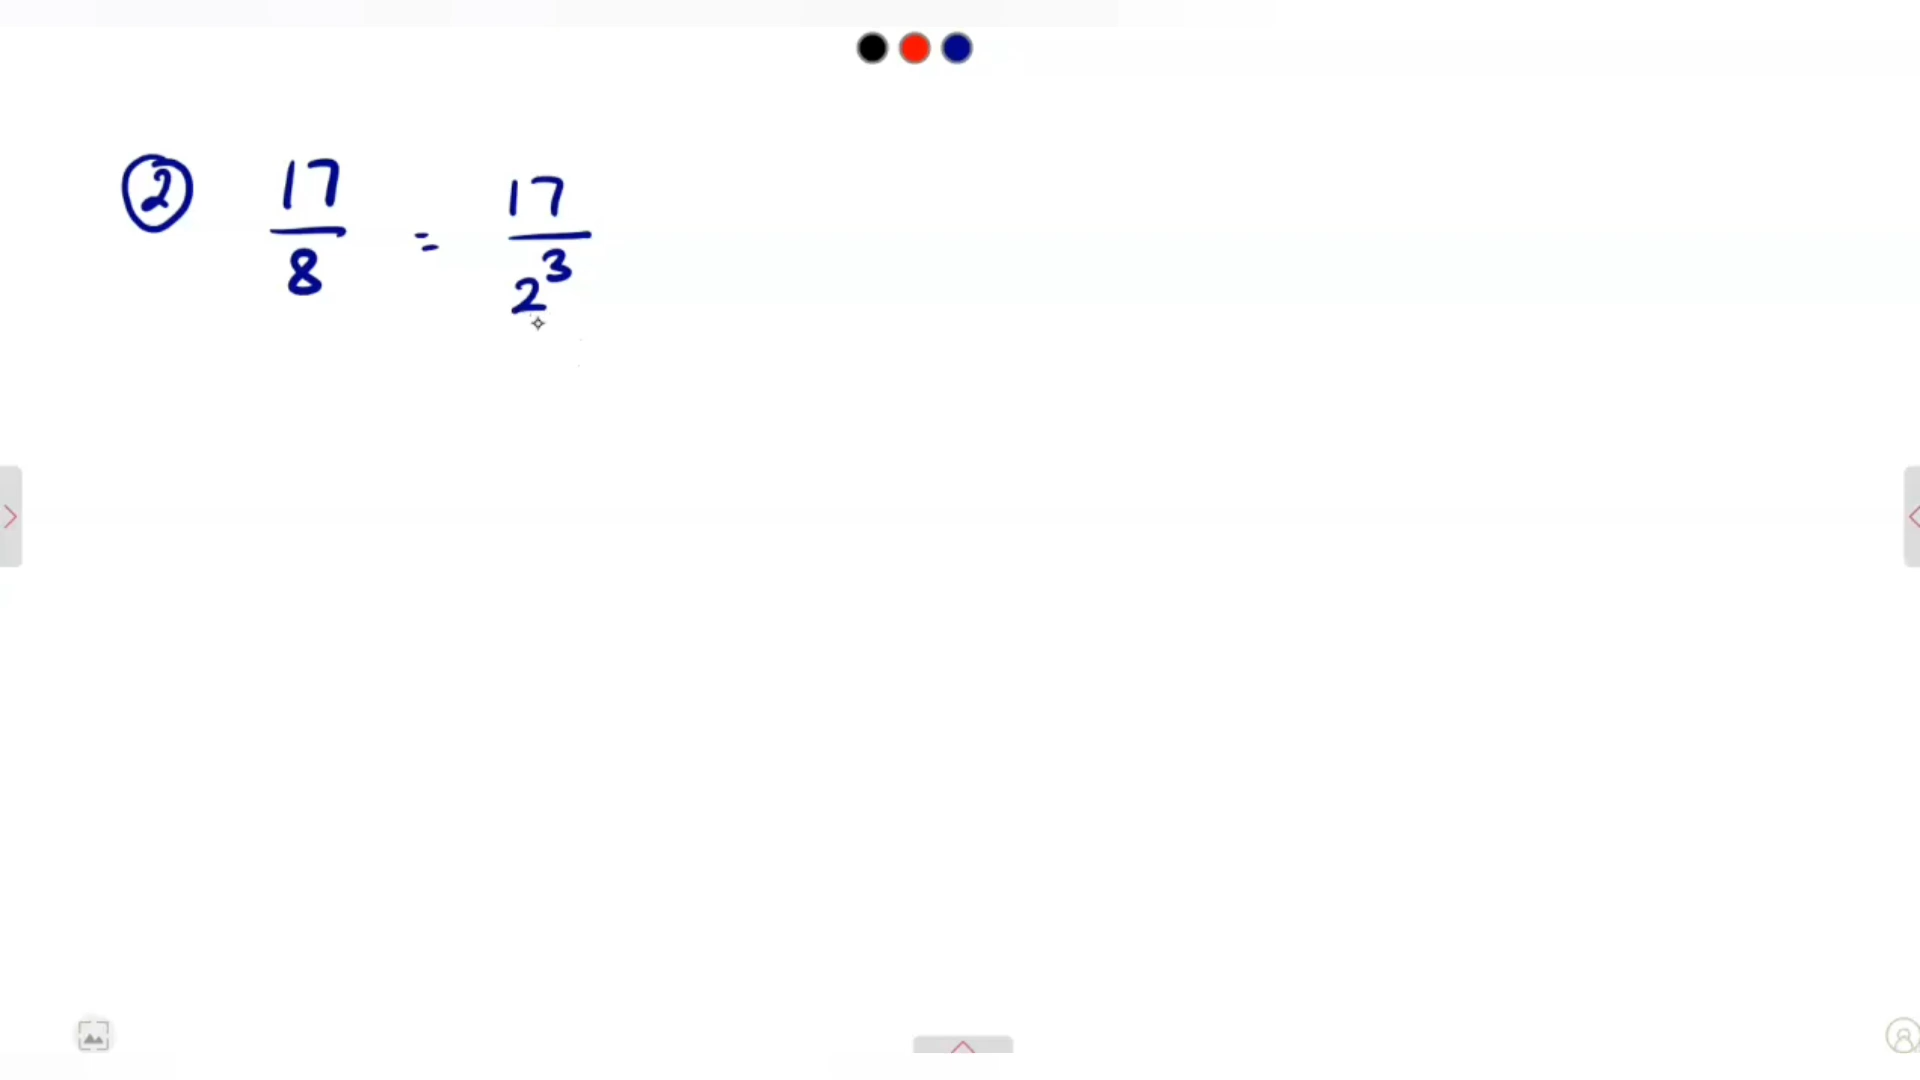 ② 17/8 = 17/2³